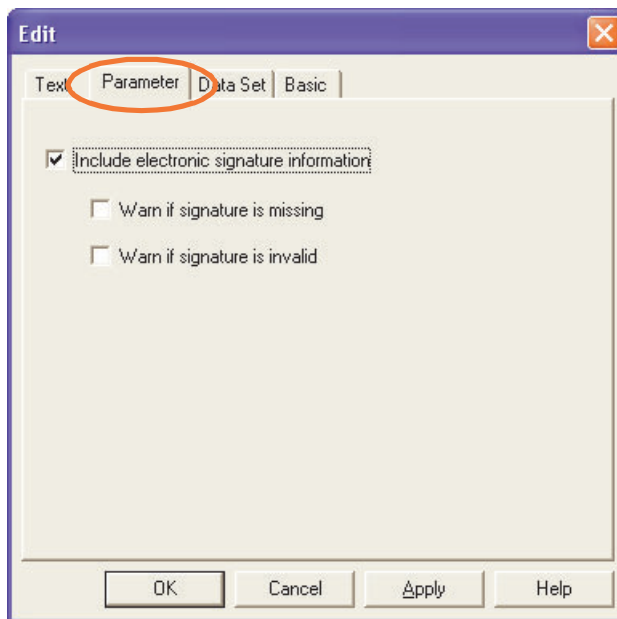 Edit
Text Parameter Data Set Basic
Include electronic signature information
Warn if signature is missing
Warn if signature is invalid
OK Cancel Apply Help